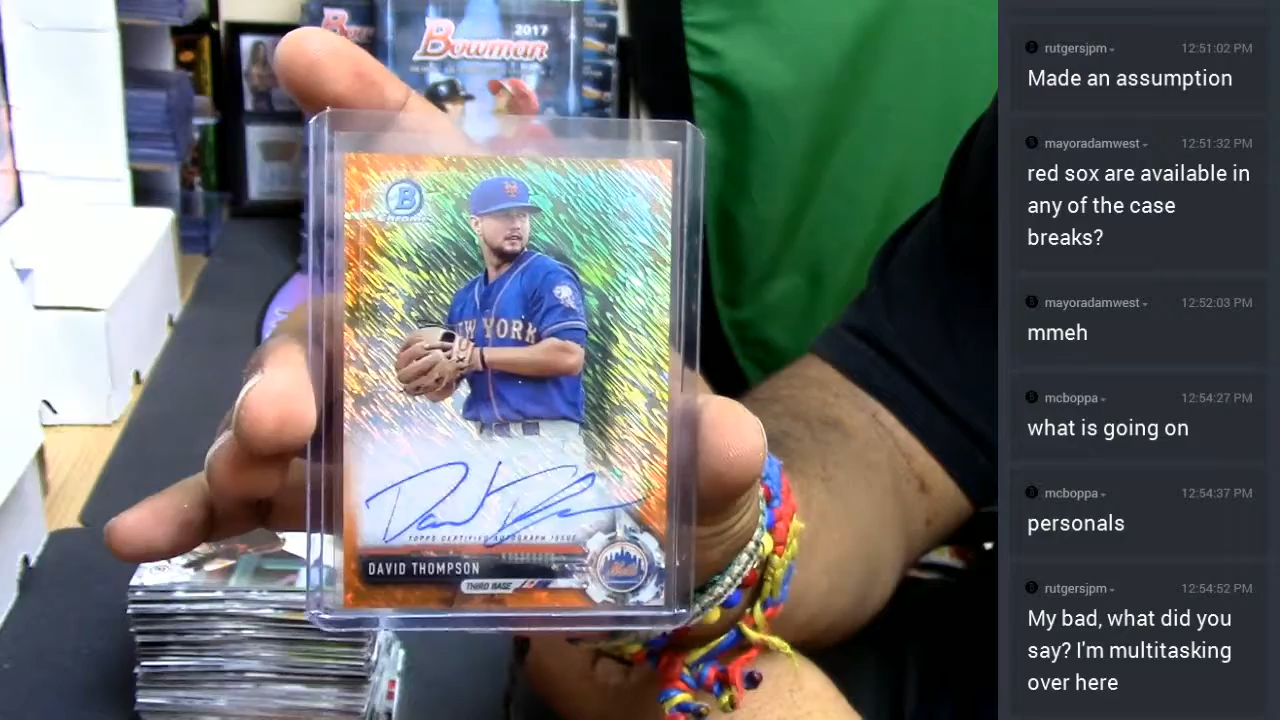 2017
Bowman
B
Chrome
NEW YORK
TOPPS CERTIFIED AUTOGRAPH ISSUE
DAVID THOMPSON
THIRD BASE
Mets
rutgersjpm
12:51:02 PM
Made an assumption
mayoradamwest
12:51:32 PM
red sox are available in
any of the case
breaks?
mayoradamwest
12:52:03 PM
mmeh
mcboppa
12:54:27 PM
what is going on
mcboppa
12:54:37 PM
personals
rutgersjpm
12:54:52 PM
My bad, what did you
say? I'm multitasking
over here